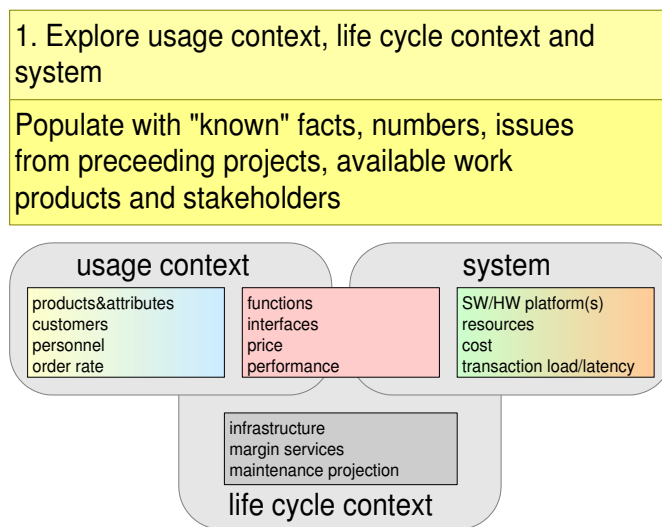 1. Explore usage context, life cycle context and
system
Populate with "known" facts, numbers, issues
from preceeding projects, available work
products and stakeholders
usage context
system
products&attributes
customers
personnel
order rate
functions
interfaces
price
performance
SW/HW platform(s)
resources
cost
transaction load/latency
infrastructure
margin services
maintenance projection
life cycle context